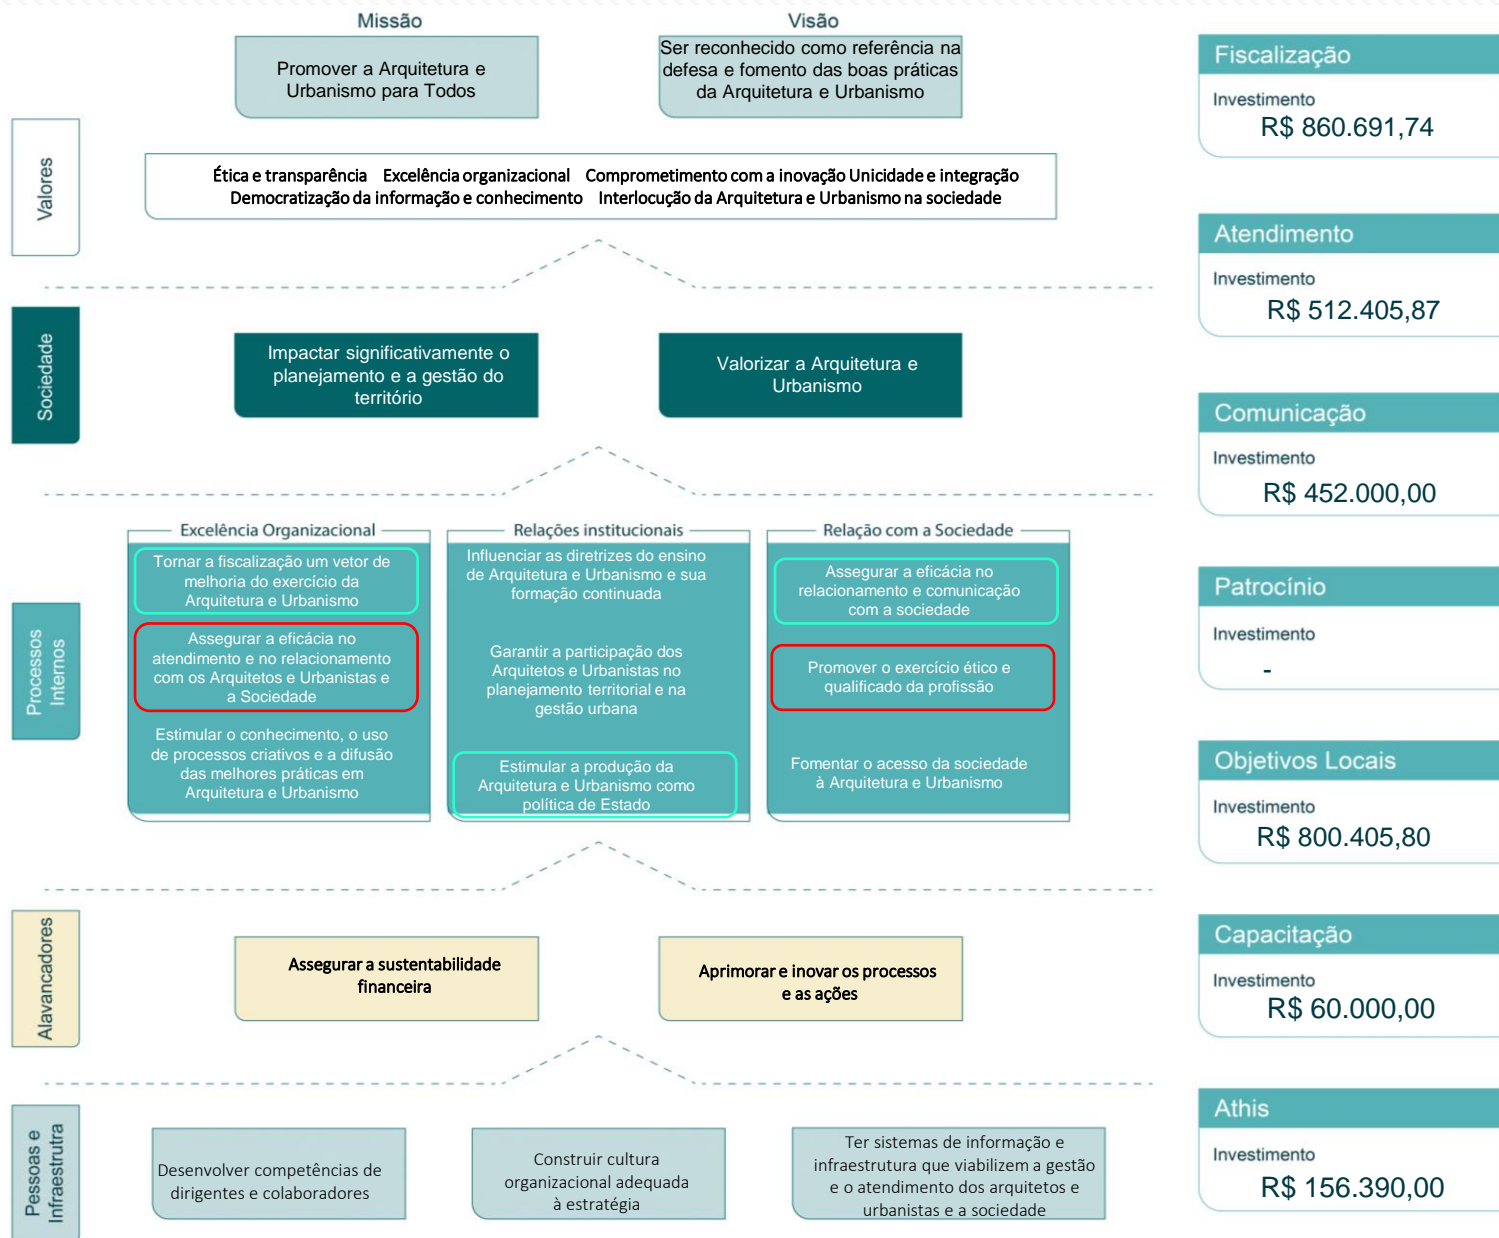 Missão
Promover a Arquitetura e
Urbanismo para Todos
Visão
Ser reconhecido como referência na
defesa e fomento das boas práticas
da Arquitetura e Urbanismo
Valores
Ética e transparência Excelência organizacional Comprometimento com a inovação Unicidade e integração
Democratização da informação e conhecimento Interlocução da Arquitetura e Urbanismo na sociedade
Sociedade
Impactar significativamente o
planejamento e a gestão do
território
Valorizar a Arquitetura e
Urbanismo
Processos
Internos
Excelência Organizacional
Tornar a fiscalização um vetor de
melhoria do exercício da
Arquitetura e Urbanismo
Assegurar a eficácia no
atendimento e no relacionamento
com os Arquitetos e Urbanistas e
a Sociedade
Estimular o conhecimento, o uso
de processos criativos e a difusão
das melhores práticas em
Arquitetura e Urbanismo
Relações institucionais
Influenciar as diretrizes do ensino
de Arquitetura e Urbanismo e sua
formação continuada
Garantir a participação dos
Arquitetos e Urbanistas no
planejamento territorial e na
gestão urbana
Estimular a produção da
Arquitetura e Urbanismo como
política de Estado
Relação com a Sociedade
Assegurar a eficácia no
relacionamento e comunicação
com a sociedade
Promover o exercício ético e
qualificado da profissão
Fomentar o acesso da sociedade
à Arquitetura e Urbanismo
Alavancadores
Assegurar a sustentabilidade
financeira
Aprimorar e inovar os processos
e as ações
Pessoas e
Infraestrutra
Desenvolver competências de
dirigentes e colaboradores
Construir cultura
organizacional adequada
à estratégia
Ter sistemas de informação e
infraestrutura que viabilizem a gestão
e o atendimento dos arquitetos e
urbanistas e a sociedade
Fiscalização
Investimento
R$ 860.691,74
Atendimento
Investimento
R$ 512.405,87
Comunicação
Investimento
R$ 452.000,00
Patrocínio
Investimento
-
Objetivos Locais
Investimento
R$ 800.405,80
Capacitação
Investimento
R$ 60.000,00
Athis
Investimento
R$ 156.390,00